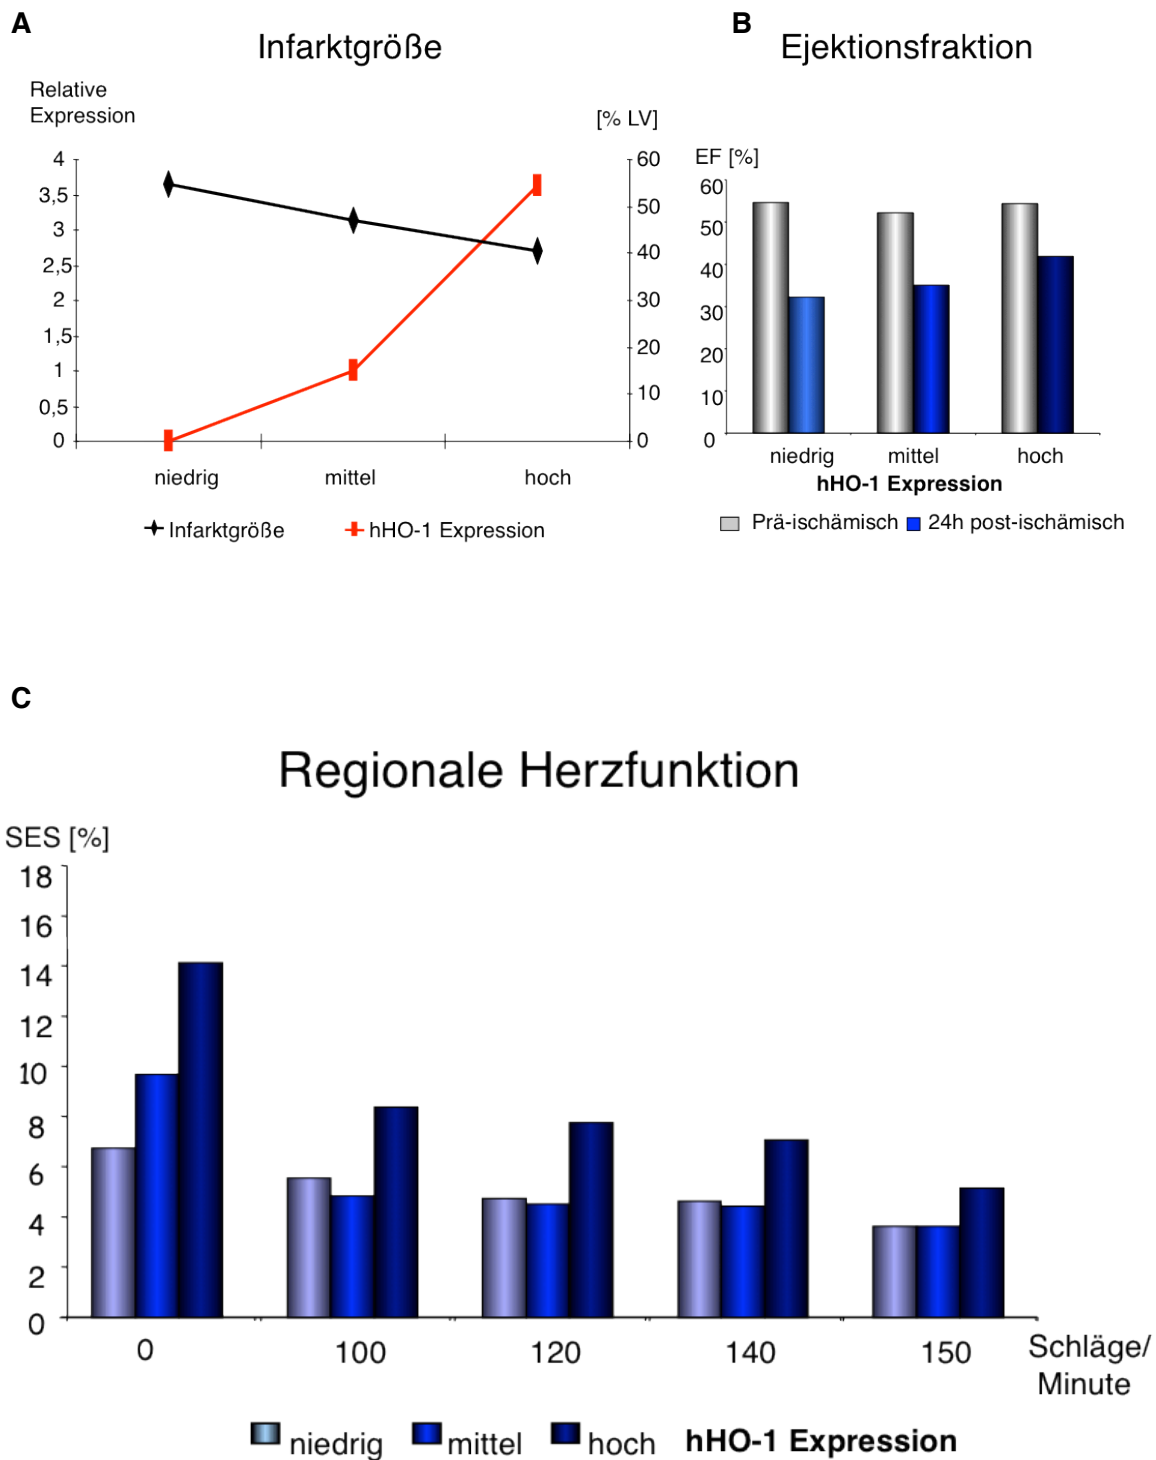 A
Infarktgröße
Relative
Expression
[% LV]
4
3,5
3
2,5
2
1,5
1
0,5
0
60
50
40
30
20
10
0
niedrig mittel hoch
Infarktgröße hHO-1 Expression
B
Ejektionsfraktion
EF [%]
60
50
40
30
20
10
0
niedrig mittel hoch
hHO-1 Expression
Prä-ischämisch 24h post-ischämisch
C
Regionale Herzfunktion
SES [%]
18
16
14
12
10
8
6
4
2
0
0 100 120 140 150 Schläge/
Minute
niedrig mittel hoch hHO-1 Expression